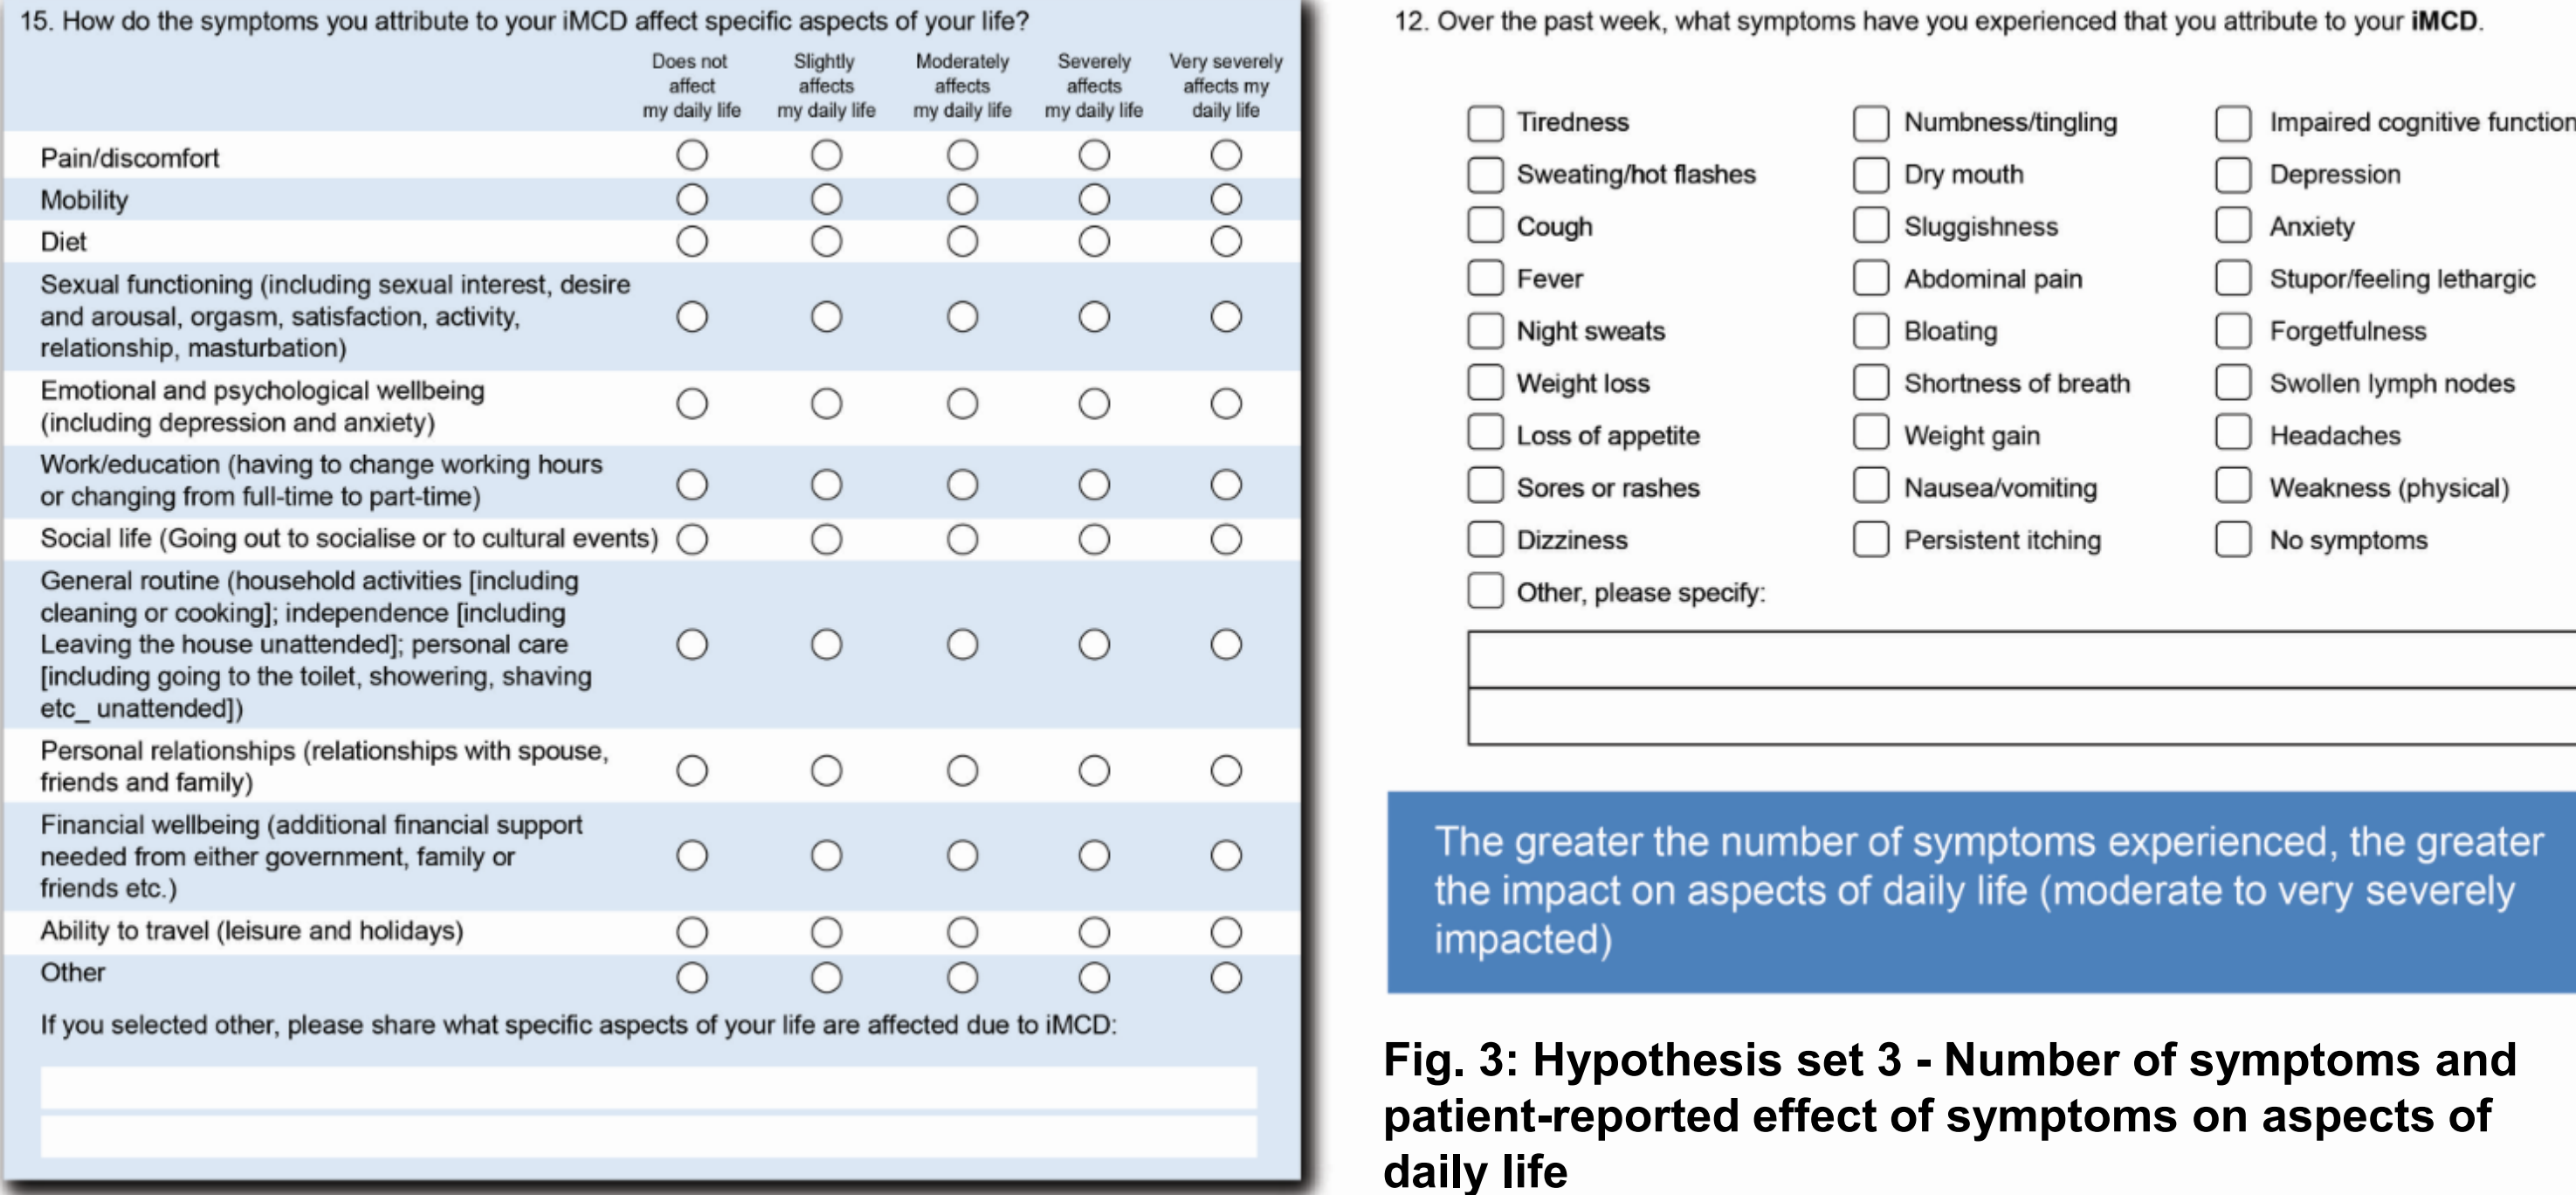 15. How do the symptoms you attribute to your iMCD affect specific aspects of your life?
Does not affect my daily life
Slightly affects my daily life
Moderately affects my daily life
Severely affects my daily life
Very severely affects my daily life
Pain/discomfort
Mobility
Diet
Sexual functioning (including sexual interest, desire
and arousal, orgasm, satisfaction, activity,
relationship, masturbation)
Emotional and psychological wellbeing
(including depression and anxiety)
Work/education (having to change working hours
or changing from full-time to part-time)
Social life (Going out to socialise or to cultural events)
General routine (household activities [including
cleaning or cooking]; independence [including
Leaving the house unattended]; personal care
[including going to the toilet, showering, shaving
etc_ unattended])
Personal relationships (relationships with spouse,
friends and family)
Financial wellbeing (additional financial support
needed from either government, family or
friends etc.)
Ability to travel (leisure and holidays)
Other
If you selected other, please share what specific aspects of your life are affected due to iMCD:
12. Over the past week, what symptoms have you experienced that you attribute to your iMCD.
Tiredness
Numbness/tingling
Impaired cognitive function
Sweating/hot flashes
Dry mouth
Depression
Cough
Sluggishness
Anxiety
Fever
Abdominal pain
Stupor/feeling lethargic
Night sweats
Bloating
Forgetfulness
Weight loss
Shortness of breath
Swollen lymph nodes
Loss of appetite
Weight gain
Headaches
Sores or rashes
Nausea/vomiting
Weakness (physical)
Dizziness
Persistent itching
No symptoms
Other, please specify:
The greater the number of symptoms experienced, the greater
the impact on aspects of daily life (moderate to very severely
impacted)
Fig. 3: Hypothesis set 3 - Number of symptoms and
patient-reported effect of symptoms on aspects of
daily life